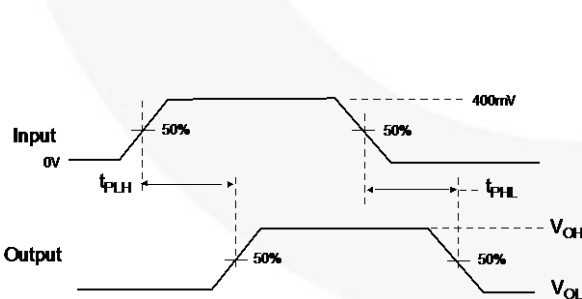 400mV
Input
50%
50%
0V
tPLH
tPHL
VOH
Output
50%
50%
VOL